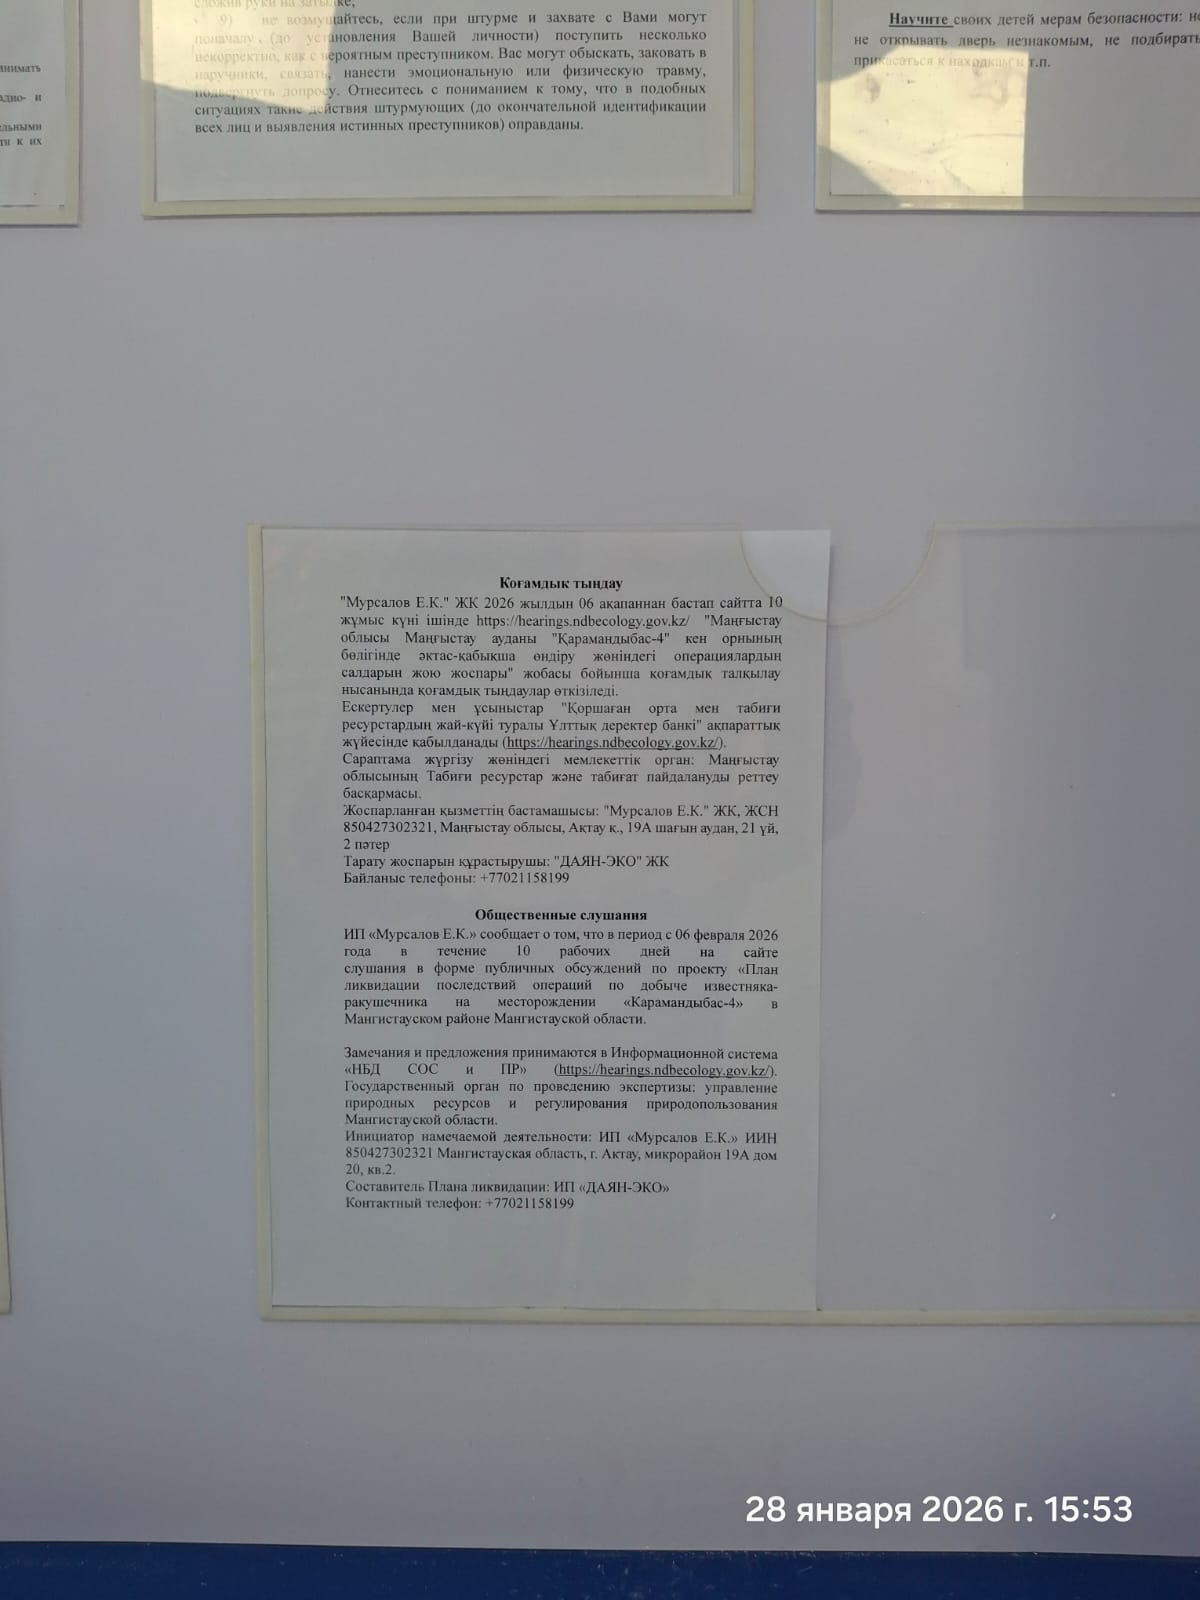 инимать
адио- и
ельными
ти к их
сложив руки на затылке;
9) не возмущайтесь, если при штурме и захвате с Вами могут
поначалу (до установления Вашей личности) поступить несколько
некорректно, как с вероятным преступником. Вас могут обыскать, заковать в
наручники, связать, нанести эмоциональную или физическую травму,
подвергнуть допросу. Отнеситесь с пониманием к тому, что в подобных
ситуациях такие действия штурмующих (до окончательной идентификации
всех лиц и выявления истинных преступников) оправданы.
Научите своих детей мерам безопасности: не
не открывать дверь незнакомым, не подбирать
прикасаться к находкам и т.п.
Коғамдык тыңдау
"Мурсалов Е.К." ЖК 2026 жылдын 06 ақапаннан бастап сайтта 10
жұмыс күні ішінде https://hearings.ndbecology.gov.kz/ "Маңғыстау
облысы Маңғыстау ауданы "Қарамандыбас-4" кен орнының
бөлігінде әктас-қабықша өндіру жөніндегі операциялардың
салдарын жою жоспары" жобасы бойынша қоғамдық талқылау
нысанында қоғамдық тыңдаулар өткізіледі.
Ескертулер мен ұсыныстар "Қоршаған орта мен табиғи
ресурстардың жай-күйі туралы Ұлттық деректер банкі" ақпараттық
жүйесінде қабылданады (https://hearings.ndbecology.gov.kz/).
Сараптама жүргізу жөніндегі мемлекеттік орган: Маңғыстау
облысының Табиғи ресурстар және табиғат пайдалануды реттеу
басқармасы.
Жоспарланған қызметтің бастамашысы: "Мурсалов Е.К." ЖК, ЖСН
850427302321, Маңғыстау облысы, Ақтау қ., 19А шағын аудан, 21 үй,
2 пәтер
Тарату жоспарын құрастырушы: "ДАЯН-ЭКО" ЖК
Байланыс телефоны: +77021158199
Общественные слушания
ИП «Мурсалов Е.К.» сообщает о том, что в период с 06 февраля 2026
года в течение 10 рабочих дней на сайте
слушания в форме публичных обсуждений по проекту «План
ликвидации последствий операций по добыче известняка-
ракушечника на месторождении «Карамандыбас-4» в
Мангистауском районе Мангистауской области.
Замечания и предложения принимаются в Информационной система
«НБД СОС и ПР» (https://hearings.ndbecology.gov.kz/).
Государственный орган по проведению экспертизы: управление
природных ресурсов и регулирования природопользования
Мангистауской области.
Инициатор намечаемой деятельности: ИП «Мурсалов Е.К.» ИИН
850427302321 Мангистауская область, г. Актау, микрорайон 19А дом
20, кв.2.
Составитель Плана ликвидации: ИП «ДАЯН-ЭКО»
Контактный телефон: +77021158199
28 января 2026 г. 15:53